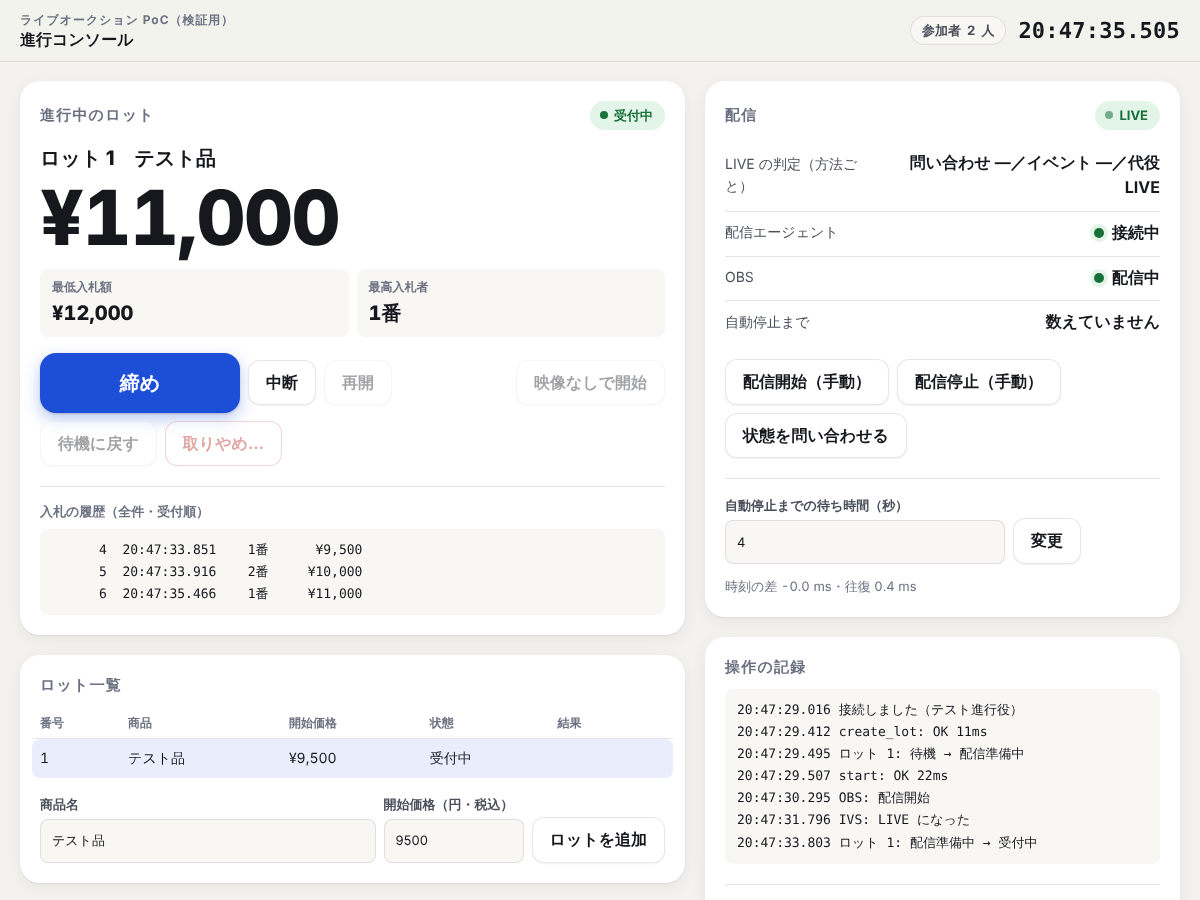 ライブオークション PoC（検証用）
進行コンソール
参加者 2 人
20:47:35.505
進行中のロット
受付中
ロット 1　テスト品
¥11,000
最低入札額
¥12,000
最高入札者
1番
締め
中断
再開
映像なしで開始
待機に戻す
取りやめ…
入札の履歴（全件・受付順）
4 20:47:33.851 1番 ¥9,500
5 20:47:33.916 2番 ¥10,000
6 20:47:35.466 1番 ¥11,000
ロット一覧
番号 商品 開始価格 状態 結果
1 テスト品 ¥9,500 受付中
商品名
テスト品
開始価格（円・税込）
9500
ロットを追加
配信
LIVE
LIVE の判定（方法ご
と）
問い合わせ —／イベント —／代役
LIVE
配信エージェント
接続中
OBS
配信中
自動停止まで
数えていません
配信開始（手動）
配信停止（手動）
状態を問い合わせる
自動停止までの待ち時間（秒）
4
変更
時刻の差 -0.0 ms・往復 0.4 ms
操作の記録
20:47:29.016 接続しました（テスト進行役）
20:47:29.412 create_lot: OK 11ms
20:47:29.495 ロット 1: 待機 → 配信準備中
20:47:29.507 start: OK 22ms
20:47:30.295 OBS: 配信開始
20:47:31.796 IVS: LIVE になった
20:47:33.803 ロット 1: 配信準備中 → 受付中